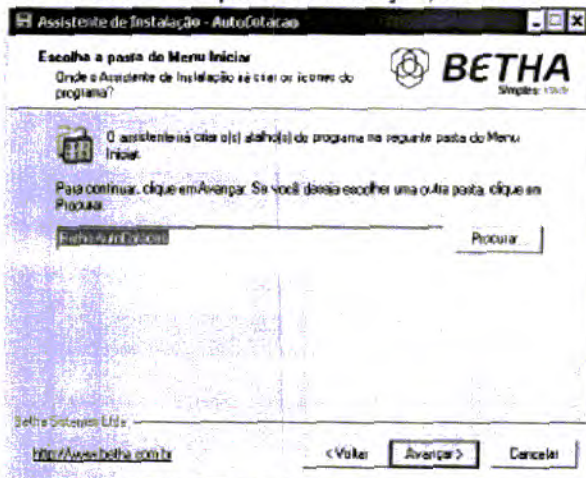 Assistente de Instalação - AutoCotacao
Escolha a pasta do Menu Iniciar
Onde o Assistente de Instalação irá criar os ícones do
programa?
BETHA
Simples
O assistente irá criar o(s) atalho(s) do programa na seguinte pasta do Menu
Iniciar.
Para continuar, clique em Avançar. Se você deseja escolher uma outra pasta, clique em
Procurar.
Procurar...
Betha Sistemas Ltda
http://www.betha.com.br
< Voltar
Avançar >
Cancelar